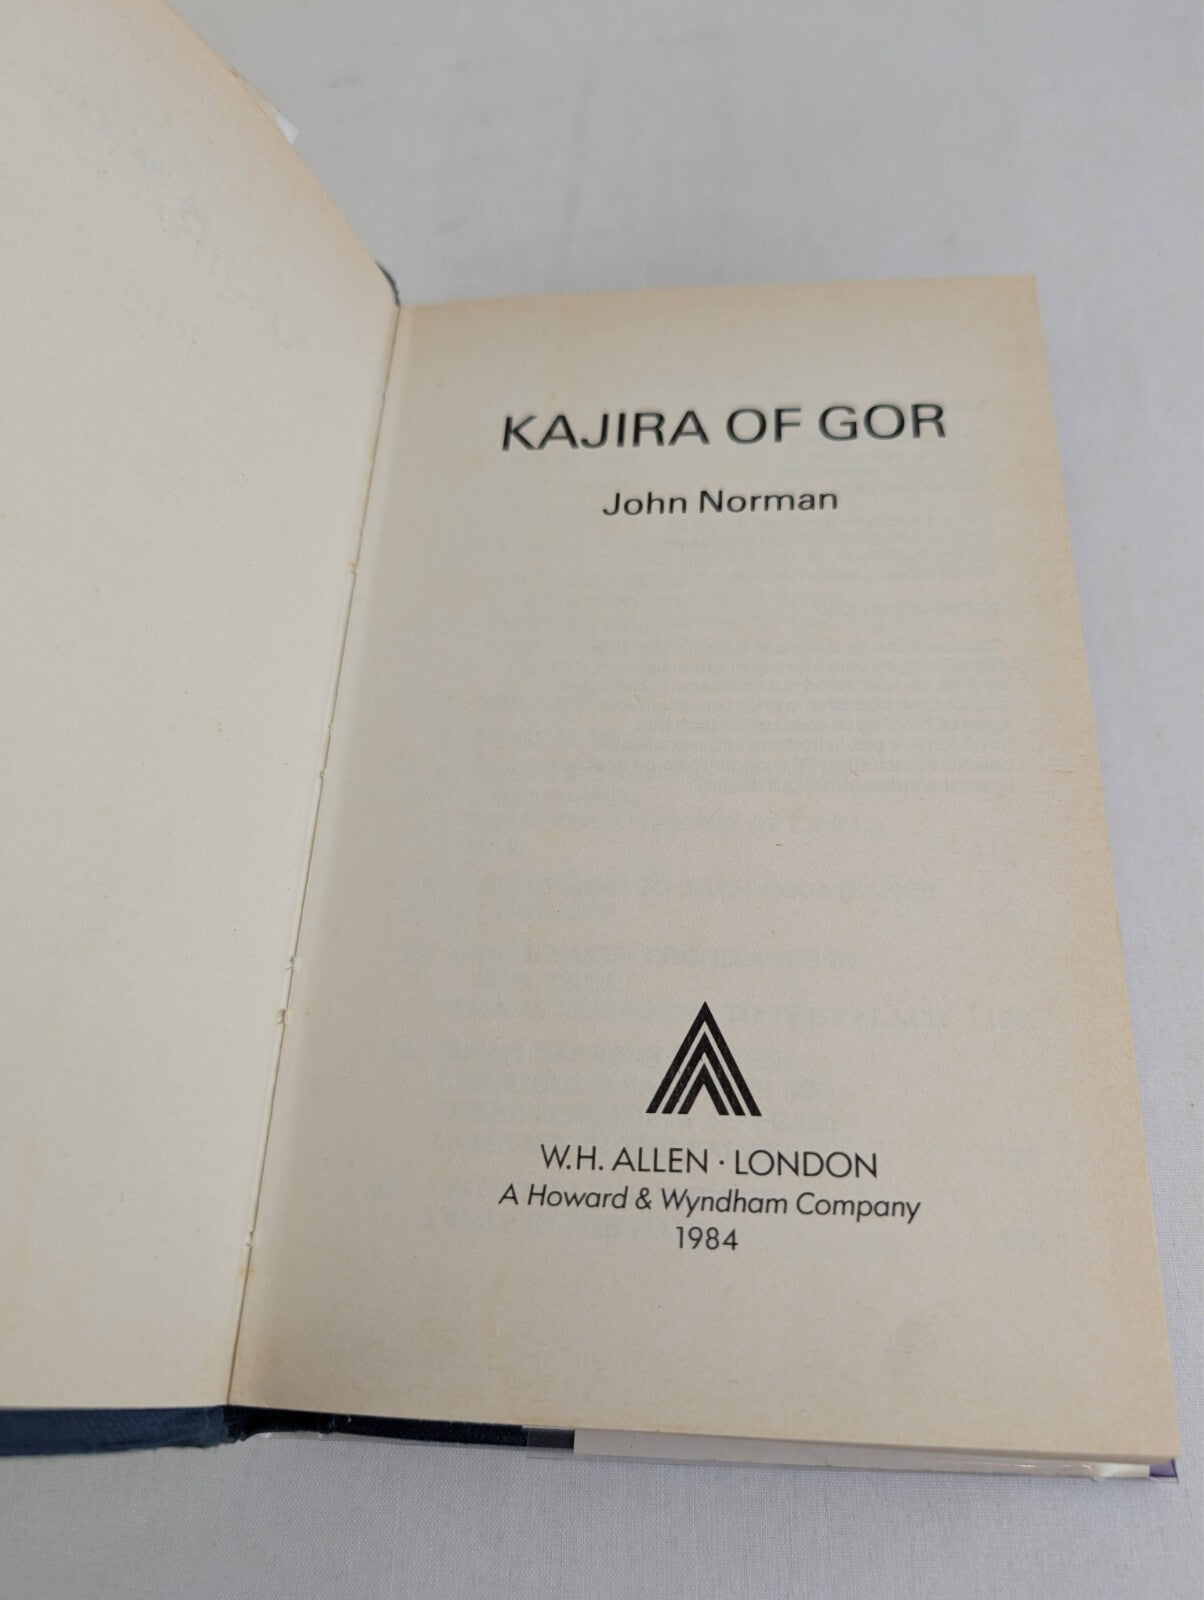 KAJIRA OF GOR
John Norman
W.H. ALLEN · LONDON
A Howard & Wyndham Company
1984